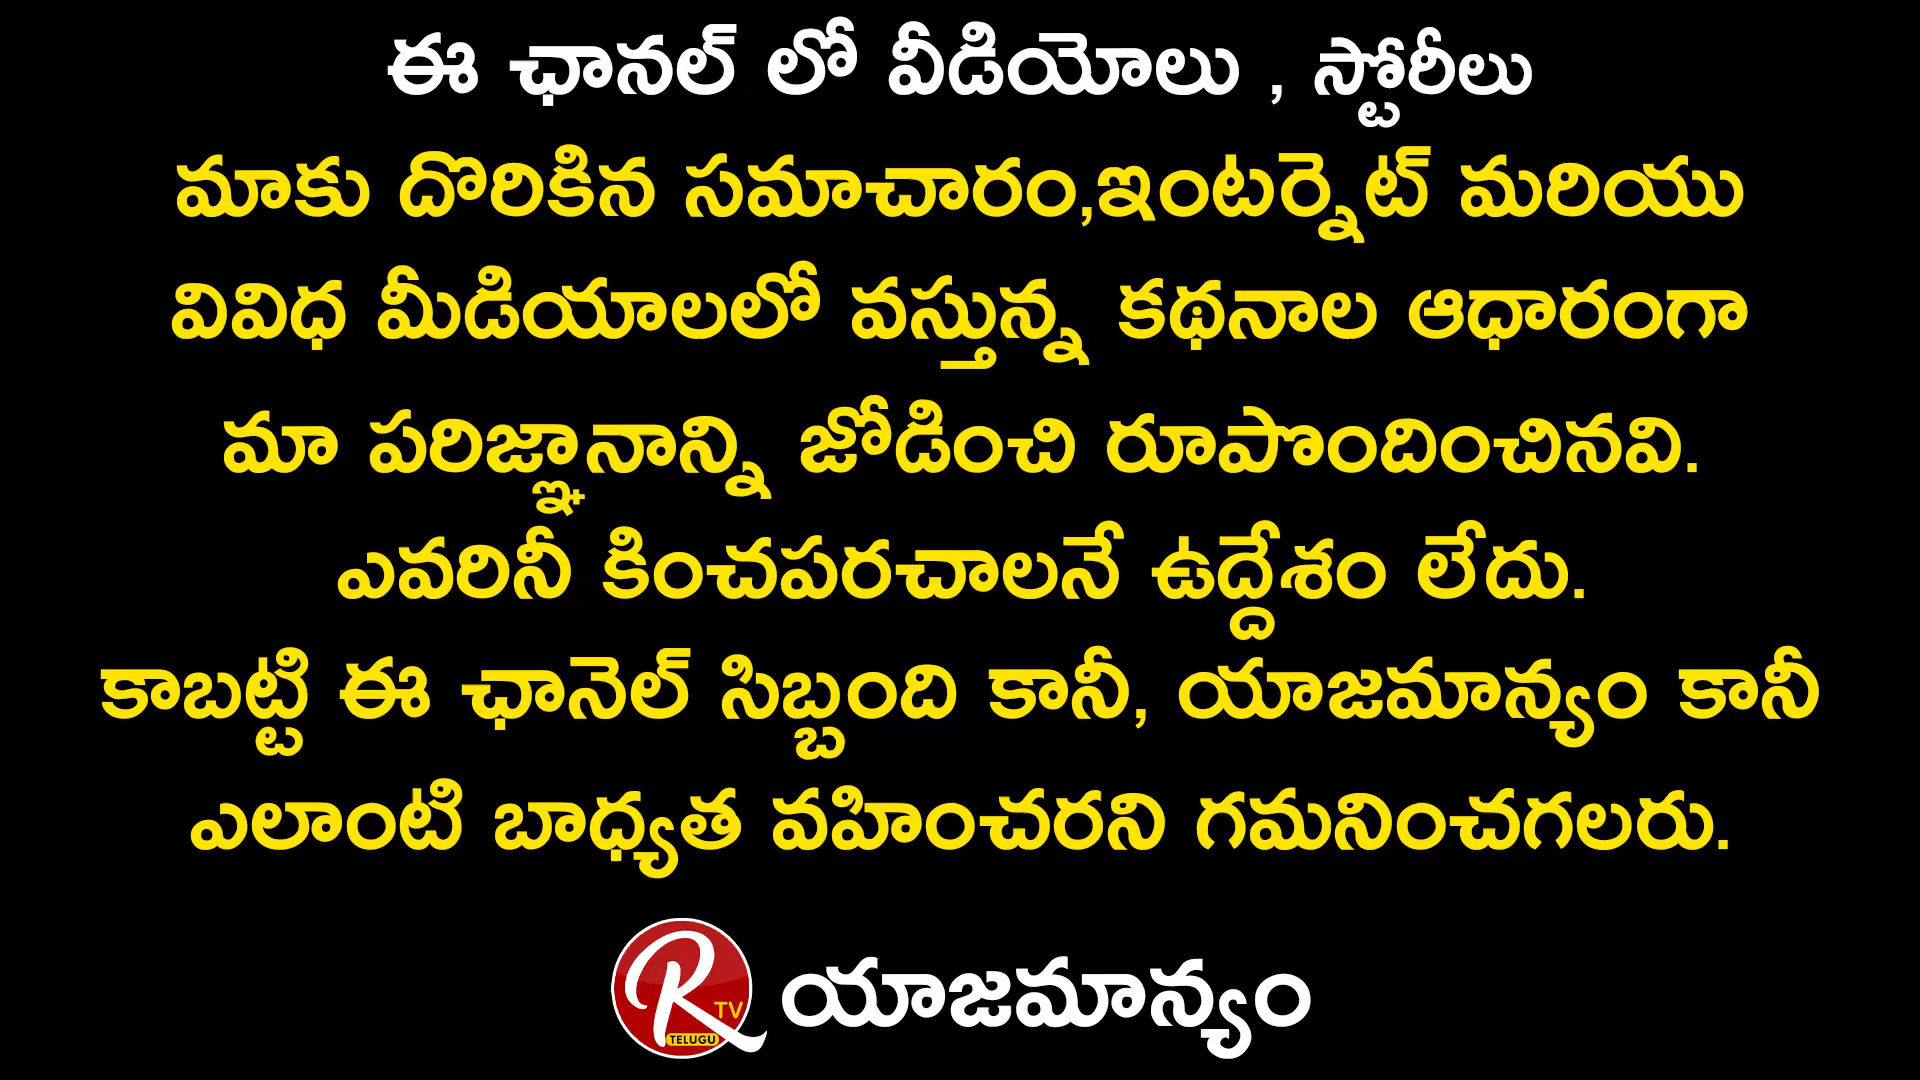 ఈ ఛానల్ లో వీడియోలు , స్టోరీలు
మాకు దొరికిన సమాచారం,ఇంటర్నెట్ మరియు
వివిధ మీడియాలలో వస్తున్న కథనాల ఆధారంగా
మా పరిజ్ఞానాన్ని జోడించి రూపొందించినవి.
ఎవరినీ కించపరచాలనే ఉద్దేశం లేదు.
కాబట్టి ఈ ఛానెల్ సిబ్బంది కానీ, యాజమాన్యం కానీ
ఎలాంటి బాధ్యత వహించరని గమనించగలరు.
R TV TELUGU యాజమాన్యం